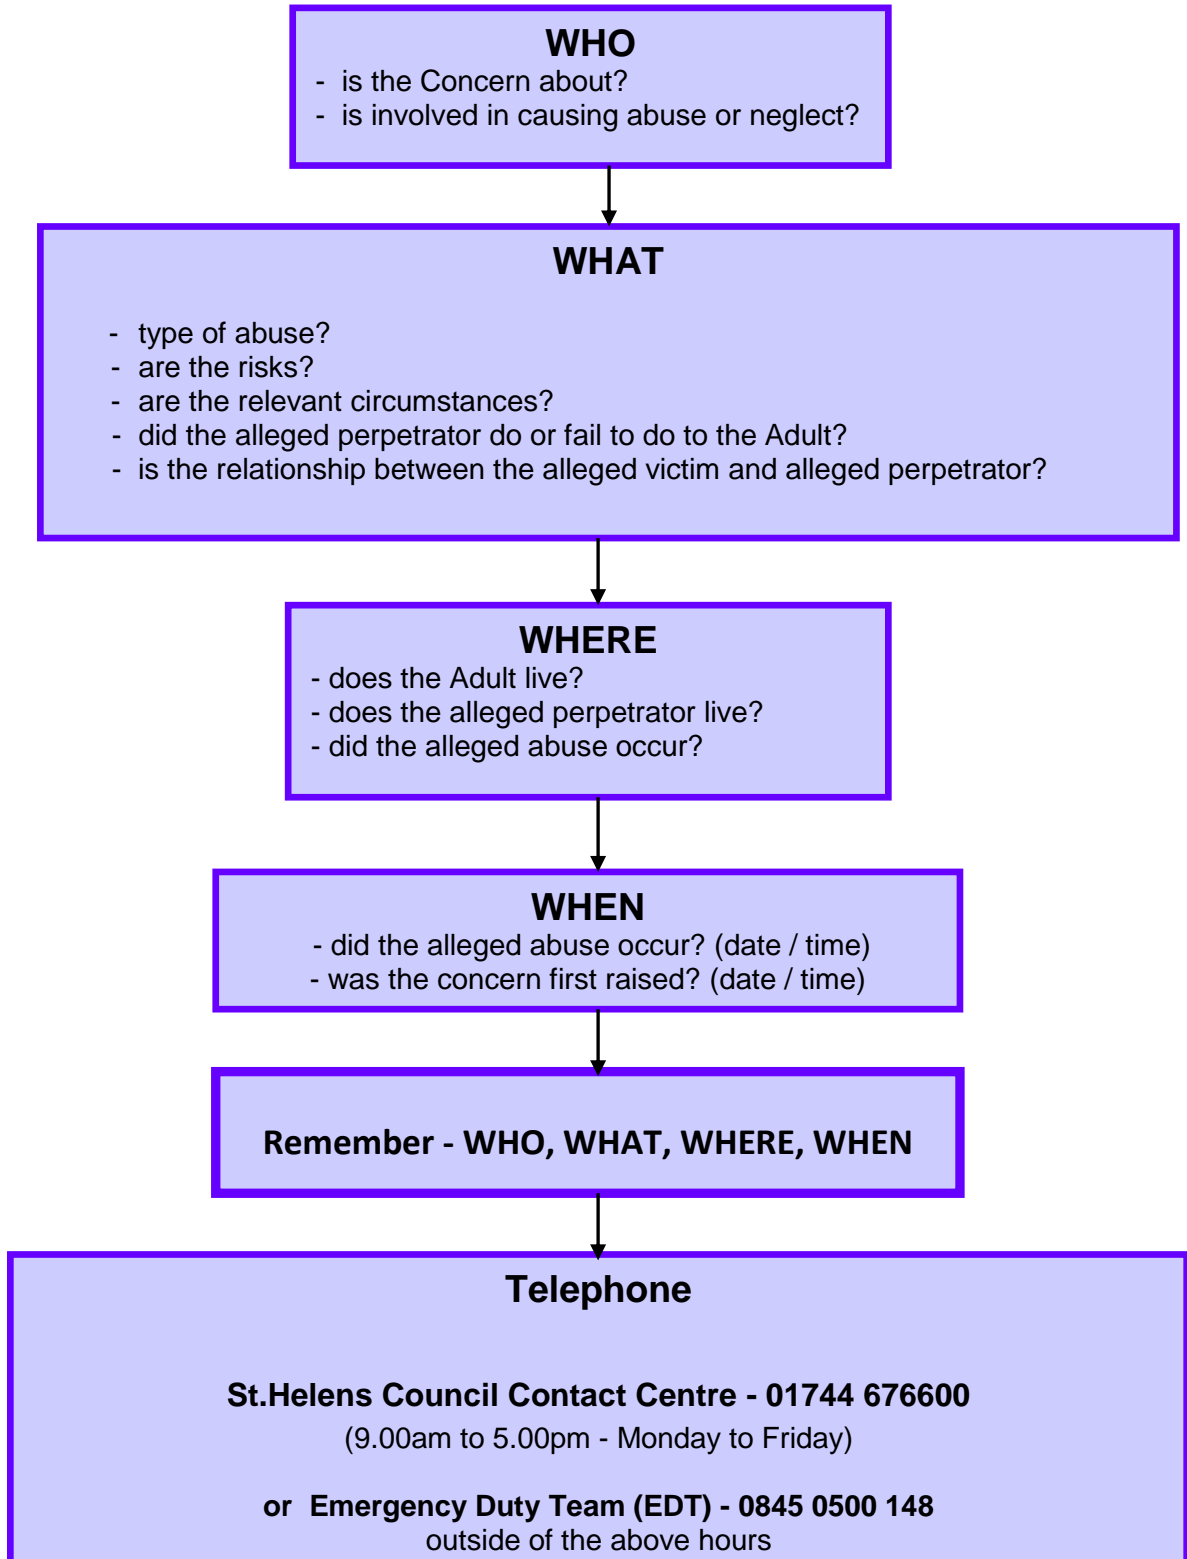 WHO
- is the Concern about?
- is involved in causing abuse or neglect?
WHAT
- type of abuse?
- are the risks?
- are the relevant circumstances?
- did the alleged perpetrator do or fail to do to the Adult?
- is the relationship between the alleged victim and alleged perpetrator?
WHERE
- does the Adult live?
- does the alleged perpetrator live?
- did the alleged abuse occur?
WHEN
- did the alleged abuse occur? (date / time)
- was the concern first raised? (date / time)
Remember - WHO, WHAT, WHERE, WHEN
Telephone
St.Helens Council Contact Centre - 01744 676600
(9.00am to 5.00pm - Monday to Friday)
or Emergency Duty Team (EDT) - 0845 0500 148
outside of the above hours